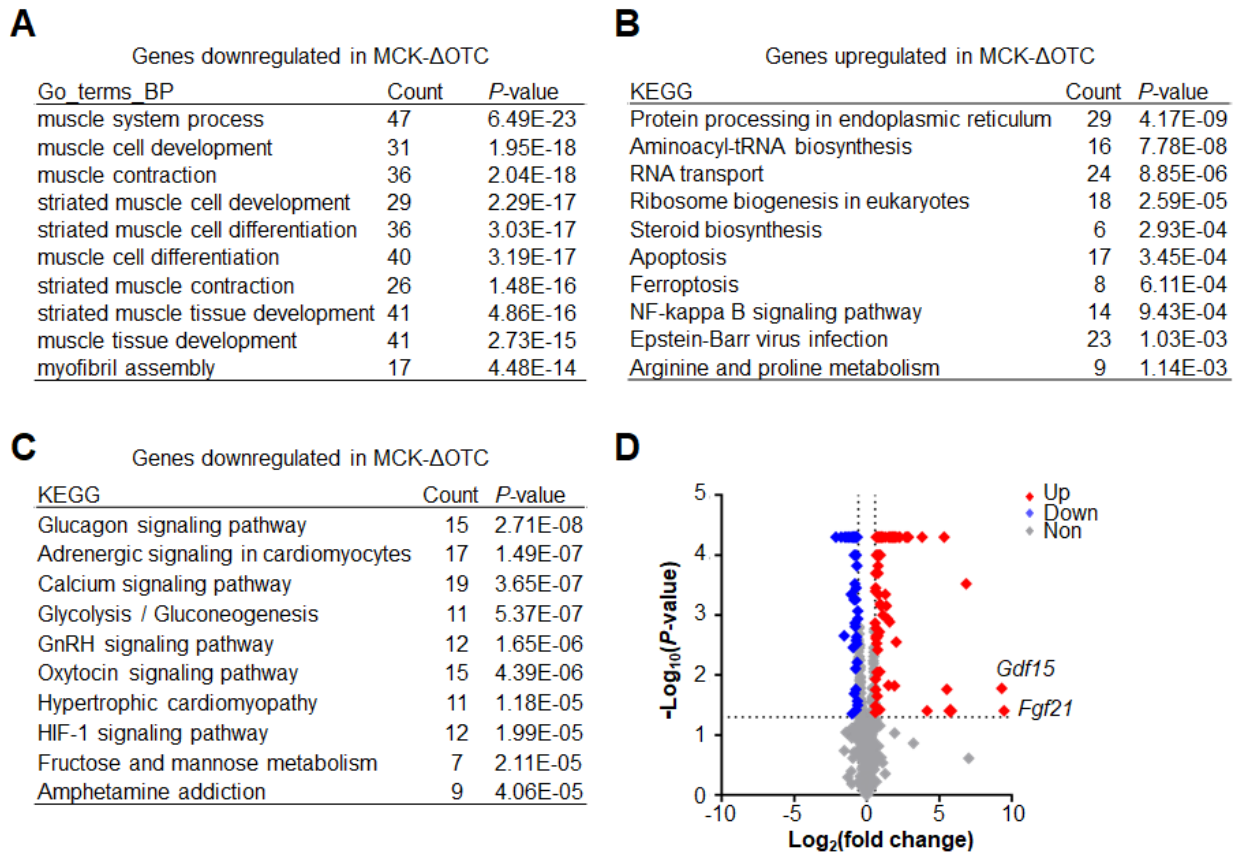 A
Genes downregulated in MCK-ΔOTC
Go_terms_BP Count P-value
muscle system process 47 6.49E-23
muscle cell development 31 1.95E-18
muscle contraction 36 2.04E-18
striated muscle cell development 29 2.29E-17
striated muscle cell differentiation 36 3.03E-17
muscle cell differentiation 40 3.19E-17
striated muscle contraction 26 1.48E-16
striated muscle tissue development 41 4.86E-16
muscle tissue development 41 2.73E-15
myofibril assembly 17 4.48E-14
B
Genes upregulated in MCK-ΔOTC
KEGG Count P-value
Protein processing in endoplasmic reticulum 29 4.17E-09
Aminoacyl-tRNA biosynthesis 16 7.78E-08
RNA transport 24 8.85E-06
Ribosome biogenesis in eukaryotes 18 2.59E-05
Steroid biosynthesis 6 2.93E-04
Apoptosis 17 3.45E-04
Ferroptosis 8 6.11E-04
NF-kappa B signaling pathway 14 9.43E-04
Epstein-Barr virus infection 23 1.03E-03
Arginine and proline metabolism 9 1.14E-03
C
Genes downregulated in MCK-ΔOTC
KEGG Count P-value
Glucagon signaling pathway 15 2.71E-08
Adrenergic signaling in cardiomyocytes 17 1.49E-07
Calcium signaling pathway 19 3.65E-07
Glycolysis / Gluconeogenesis 11 5.37E-07
GnRH signaling pathway 12 1.65E-06
Oxytocin signaling pathway 15 4.39E-06
Hypertrophic cardiomyopathy 11 1.18E-05
HIF-1 signaling pathway 12 1.99E-05
Fructose and mannose metabolism 7 2.11E-05
Amphetamine addiction 9 4.06E-05
D
Up
Down
Non
5
4
3
2
1
0
-Log10(P-value)
Gdf15
Fgf21
-10 -5 0 5 10
Log2(fold change)